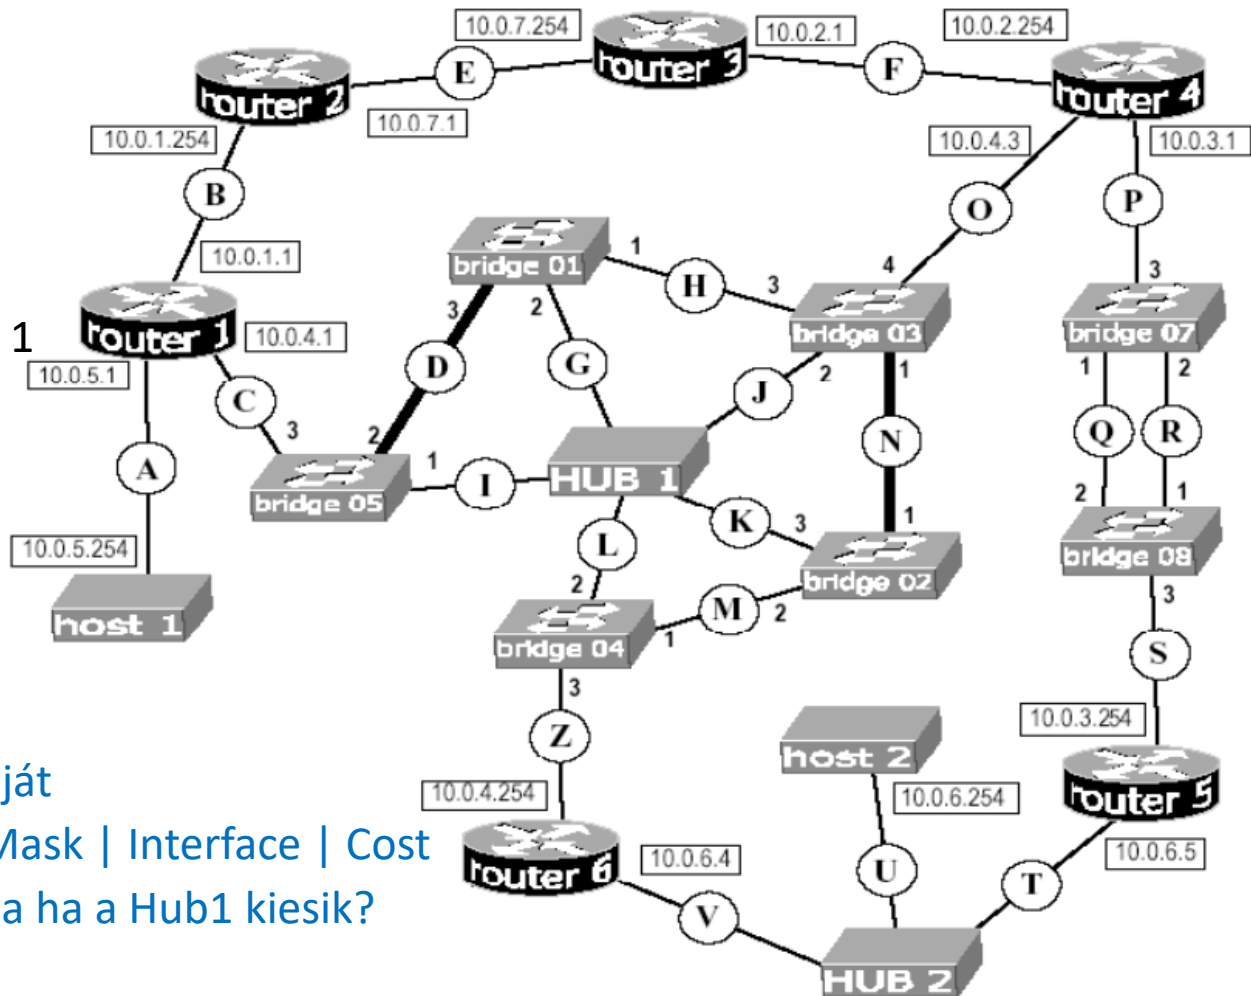 10.0.7.254
10.0.2.1
10.0.2.254
E
router 3
F
router 2
router 4
10.0.7.1
10.0.1.254
10.0.4.3
10.0.3.1
B
O
P
10.0.1.1
bridge 01
1
H
3
4
3
3
2
router 1
1
10.0.4.1
bridge 03
bridge 07
10.0.5.1
D
G
J
2
1
1
2
C
3
2
N
Q
R
A
1
I
HUB 1
bridge 05
K
3
1
2
1
10.0.5.254
L
bridge 02
bridge 08
host 1
2
M
2
3
bridge 04
1
S
3
Z
10.0.3.254
host 2
ját
10.0.4.254
10.0.6.254
router 5
Mask | Interface | Cost
router 6
10.0.6.4
10.0.6.5
U
T
a ha a Hub1 kiesik?
V
HUB 2